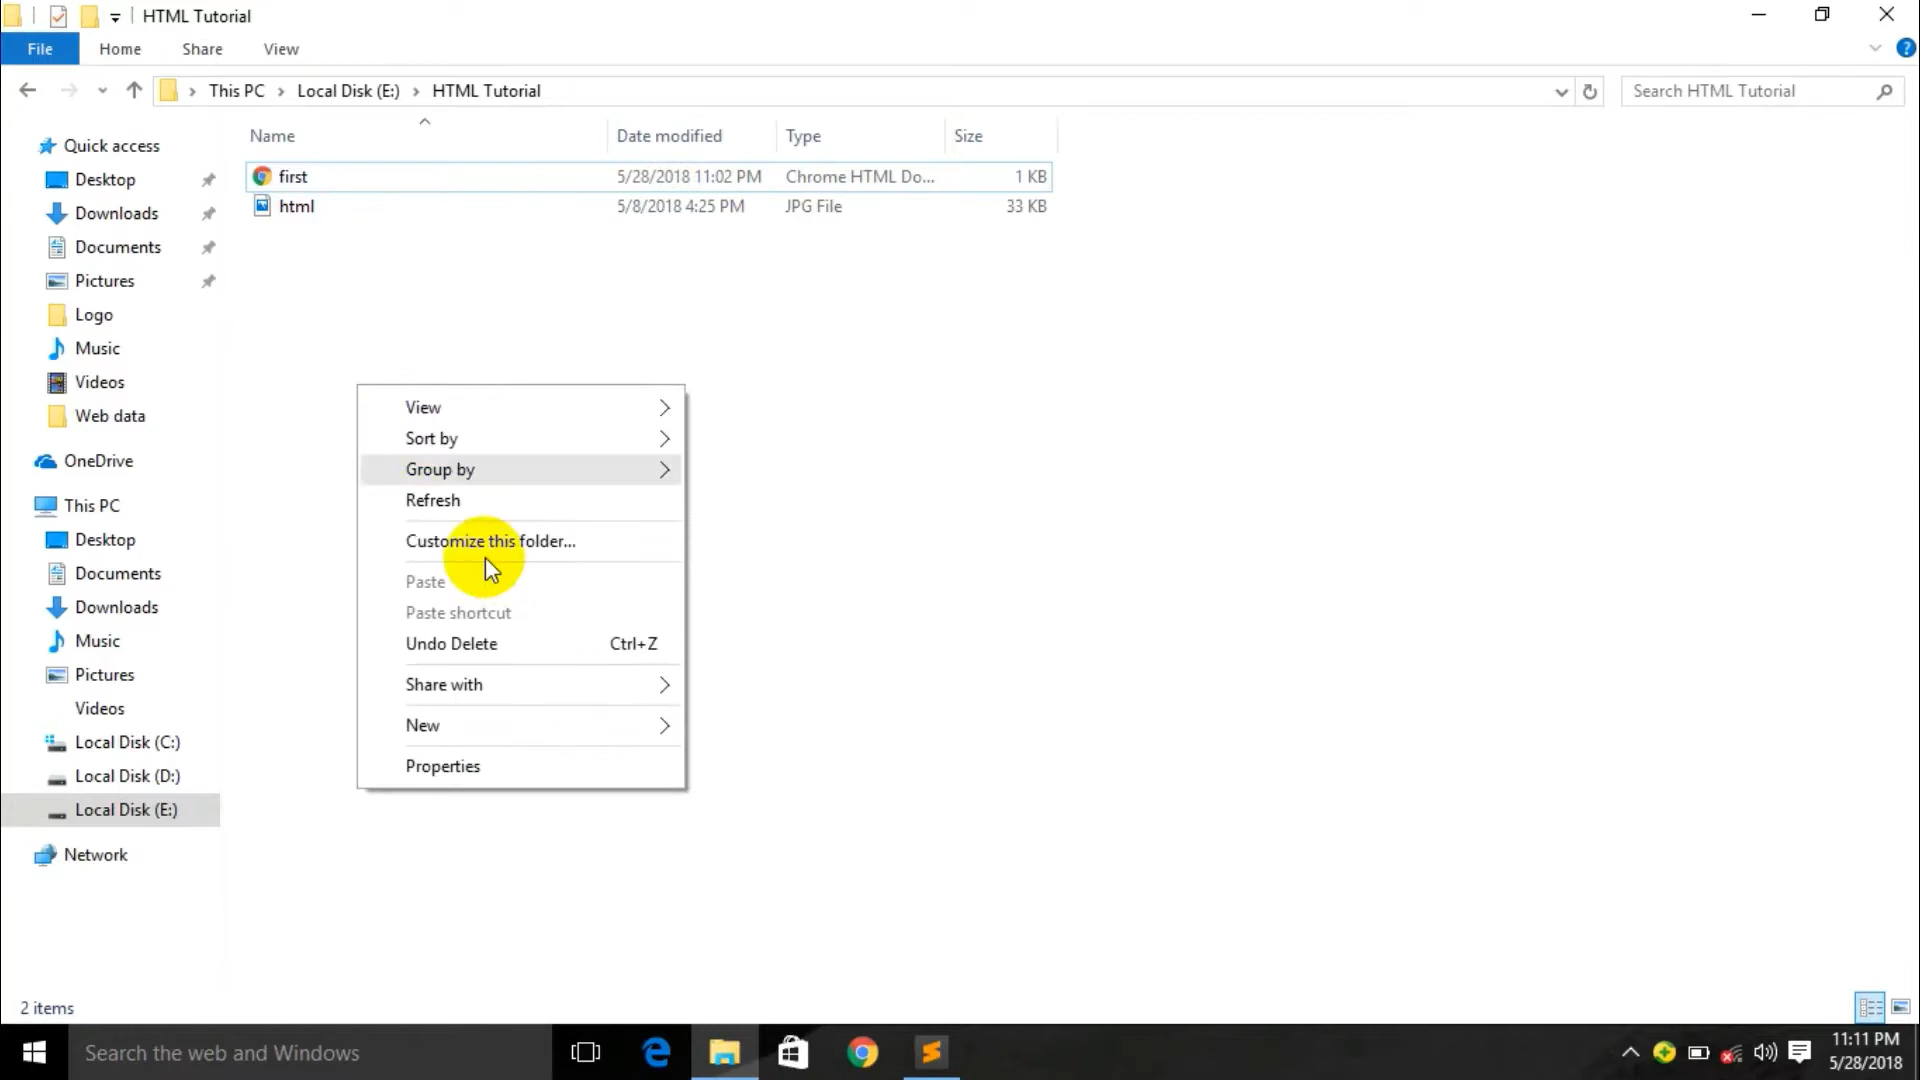 HTML Tutorial
File Home Share View
This PC Local Disk (E:) HTML Tutorial
Search HTML Tutorial
Name Date modified Type Size
first 5/28/2018 11:02 PM Chrome HTML Do... 1 KB
html 5/8/2018 4:25 PM JPG File 33 KB
Quick access
Desktop
Downloads
Documents
Pictures
Logo
Music
Videos
Web data
OneDrive
This PC
Desktop
Documents
Downloads
Music
Pictures
Videos
Local Disk (C:)
Local Disk (D:)
Local Disk (E:)
Network
View
Sort by
Group by
Refresh
Customize this folder...
Paste
Paste shortcut
Undo Delete Ctrl+Z
Share with
New
Properties
2 items
Search the web and Windows
11:11 PM
5/28/2018